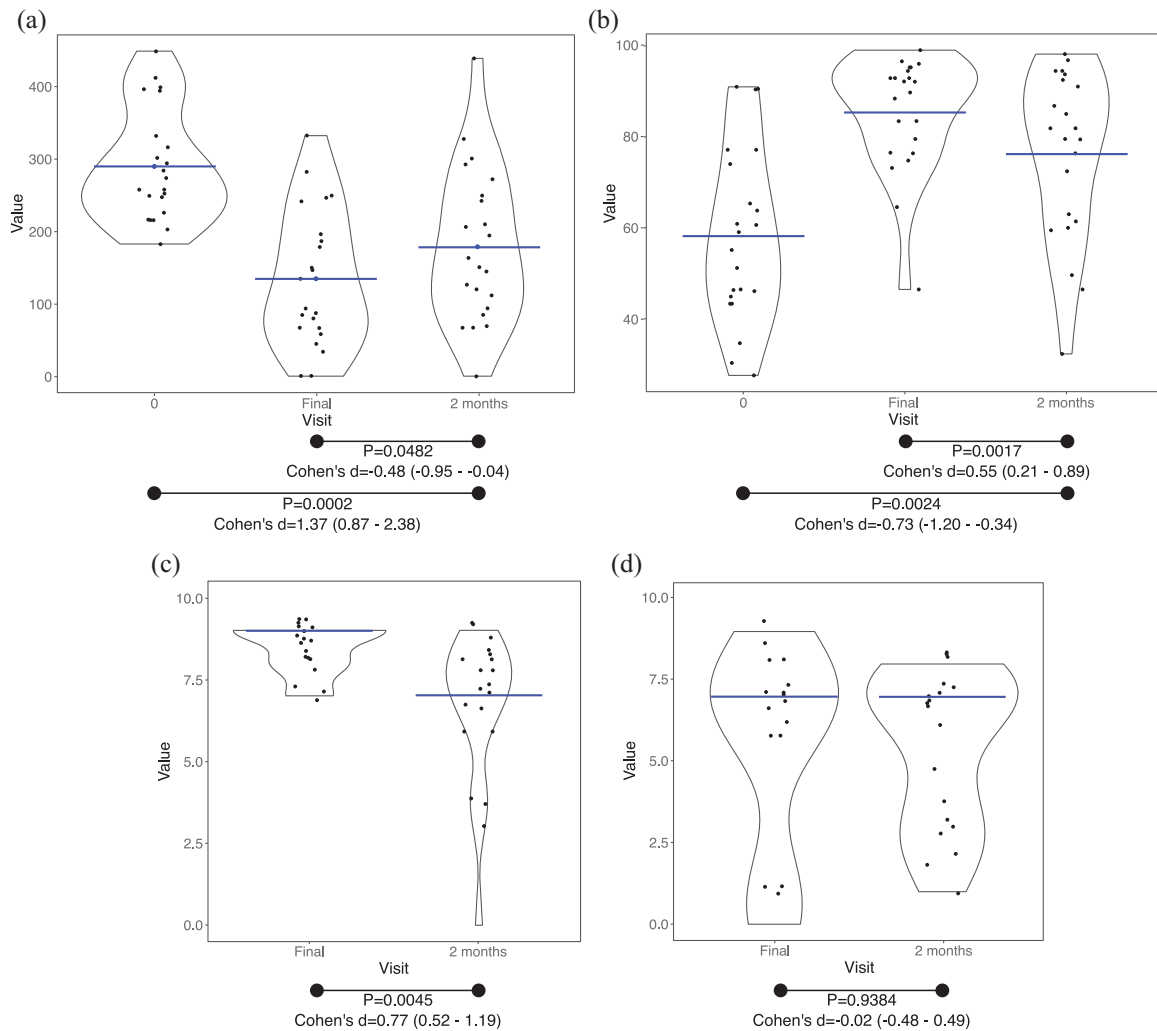 (a)
Value
400
300
200
100
0
0
Final
2 months
Visit
P=0.0482
Cohen's d=-0.48 (-0.95 - -0.04)
P=0.0002
Cohen's d=1.37 (0.87 - 2.38)
(b)
Value
100
80
60
40
0
Final
2 months
Visit
P=0.0017
Cohen's d=0.55 (0.21 - 0.89)
P=0.0024
Cohen's d=-0.73 (-1.20 - -0.34)
(c)
Value
10.0
7.5
5.0
2.5
0.0
Final
2 months
Visit
P=0.0045
Cohen's d=0.77 (0.52 - 1.19)
(d)
Value
10.0
7.5
5.0
2.5
0.0
Final
2 months
Visit
P=0.9384
Cohen's d=-0.02 (-0.48 - 0.49)